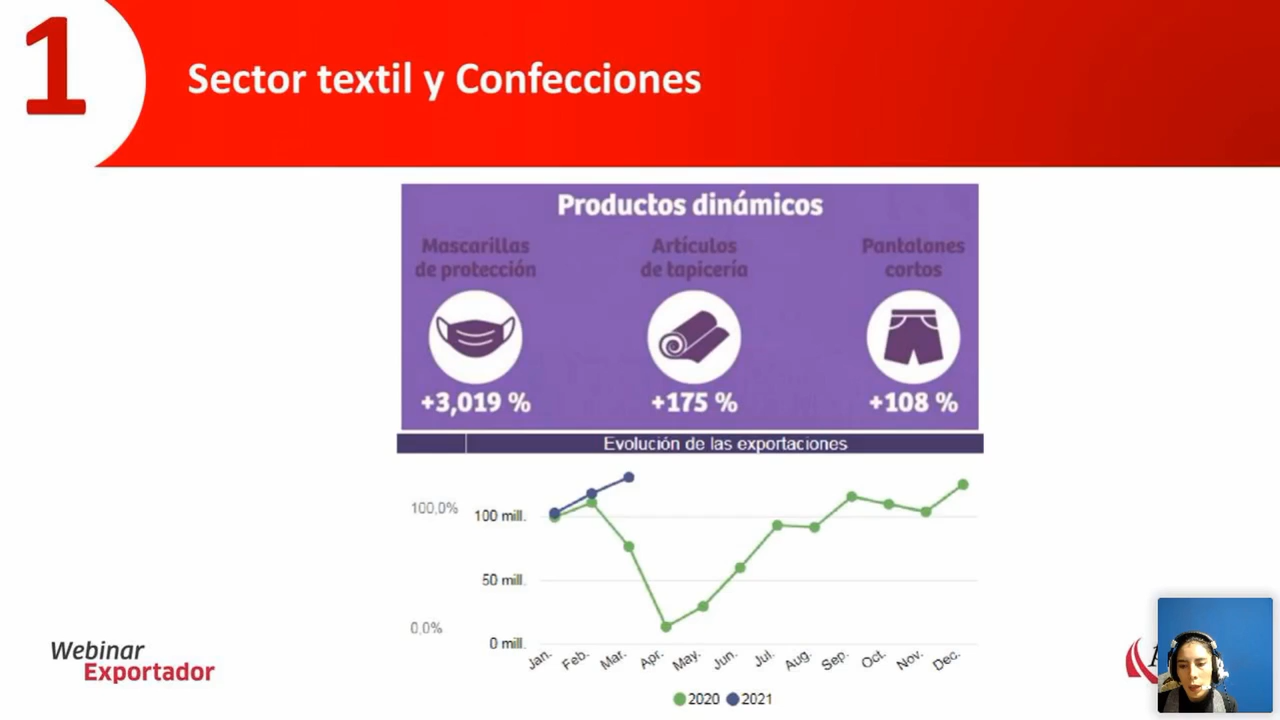 1
Sector textil y Confecciones
Productos dinámicos
Mascarillas
de protección
Artículos
de tapicería
Pantalones
cortos
+3,019 %
+175 %
+108 %
Evolución de las exportaciones
100,0%
100 mill.
50 mill.
0,0%
0 mill.
Jan. Feb. Mar. Apr. May. Jun. Jul. Aug. Sep. Oct. Nov. Dec.
2020 2021
Webinar
Exportador